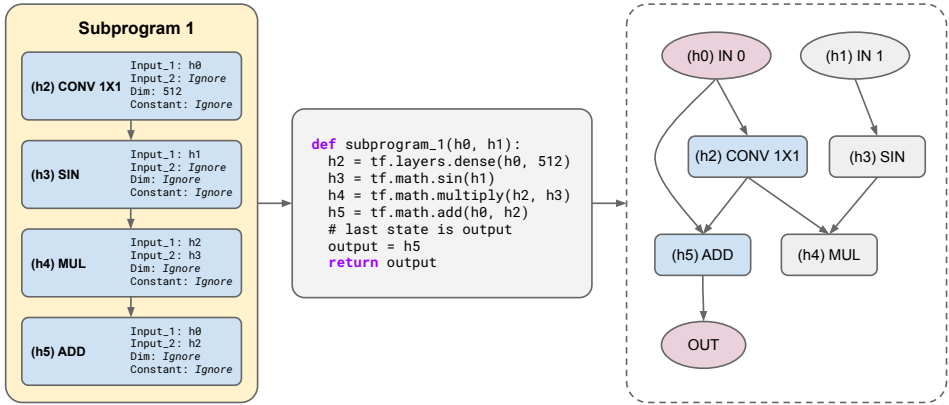 Subprogram 1
(h2) CONV 1X1
Input_1: h0
Input_2: Ignore
Dim: 512
Constant: Ignore
(h3) SIN
Input_1: h1
Input_2: Ignore
Dim: Ignore
Constant: Ignore
(h4) MUL
Input_1: h2
Input_2: h3
Dim: Ignore
Constant: Ignore
(h5) ADD
Input_1: h0
Input_2: h2
Dim: Ignore
Constant: Ignore
def subprogram_1(h0, h1):
h2 = tf.layers.dense(h0, 512)
h3 = tf.math.sin(h1)
h4 = tf.math.multiply(h2, h3)
h5 = tf.math.add(h0, h2)
# last state is output
output = h5
return output
(h0) IN 0
(h1) IN 1
(h2) CONV 1X1
(h3) SIN
(h5) ADD
(h4) MUL
OUT